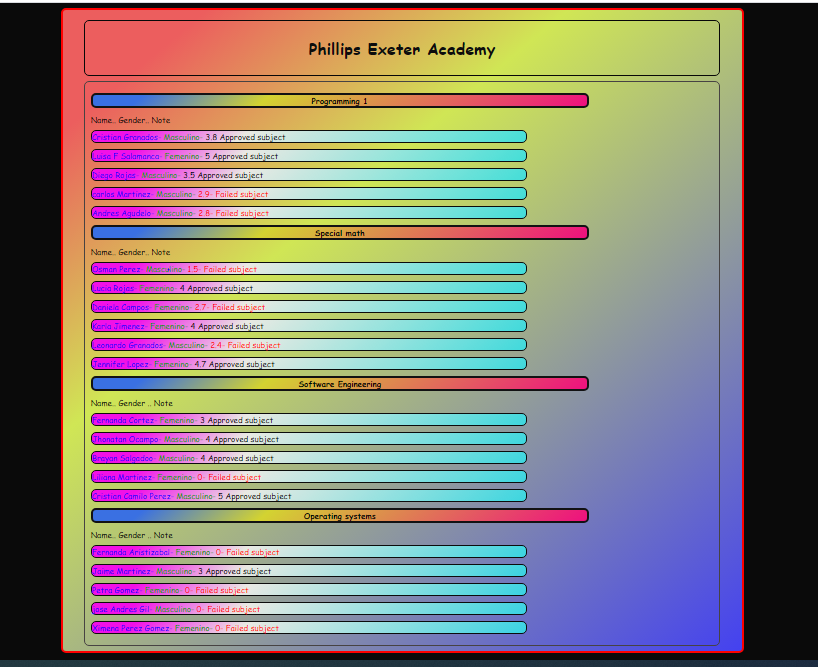 Phillips Exeter Academy
Programming 1
Name.. Gender.. Note
Cristian Granados- Masculino- 3.8 Approved subject
Luisa F Salamanca- Femenino- 5 Approved subject
Diego Rojas- Masculino- 3.5 Approved subject
carlos Martinez- Masculino- 2.9- Failed subject
Andres Agudelo- Masculino- 2.8- Failed subject
Special math
Name.. Gender.. Note
Osman Perez- Masculino- 1.5- Failed subject
Lucia Rojas- Femenino- 4 Approved subject
Daniela Campos- Femenino- 2.7- Failed subject
Karla Jimenez- Femenino- 4 Approved subject
Leonardo Granados- Masculino- 2.4- Failed subject
Jennifer Lopez- Femenino- 4.7 Approved subject
Software Engineering
Name.. Gender .. Note
Fernanda Cortez- Femenino- 3 Approved subject
Jhonatan Ocampo- Masculino- 4 Approved subject
Brayan Salgadoo- Masculino- 4 Approved subject
Liliana Martinez- Femenino- 0- Failed subject
Cristian Camilo Perez- Masculino- 5 Approved subject
Operating systems
Name.. Gender .. Note
Fernanda Aristizabal- Femenino- 0- Failed subject
Jaime Martinez- Masculino- 3 Approved subject
Petra Gomez- Femenino- 0- Failed subject
Jose Andres Gil- Masculino- 0- Failed subject
Ximena Perez Gomez- Femenino- 0- Failed subject